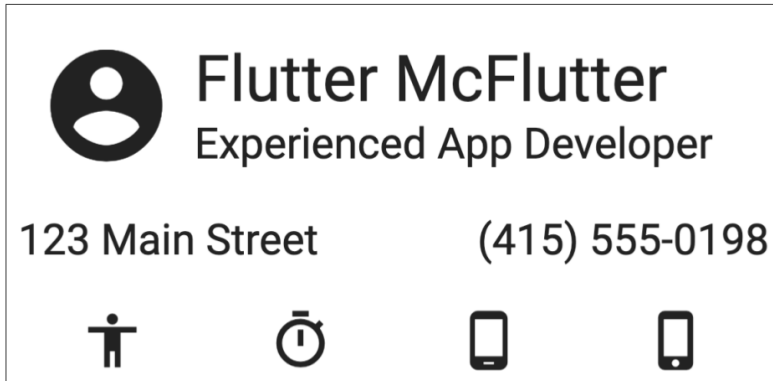 Flutter McFlutter
Experienced App Developer
123 Main Street (415) 555-0198